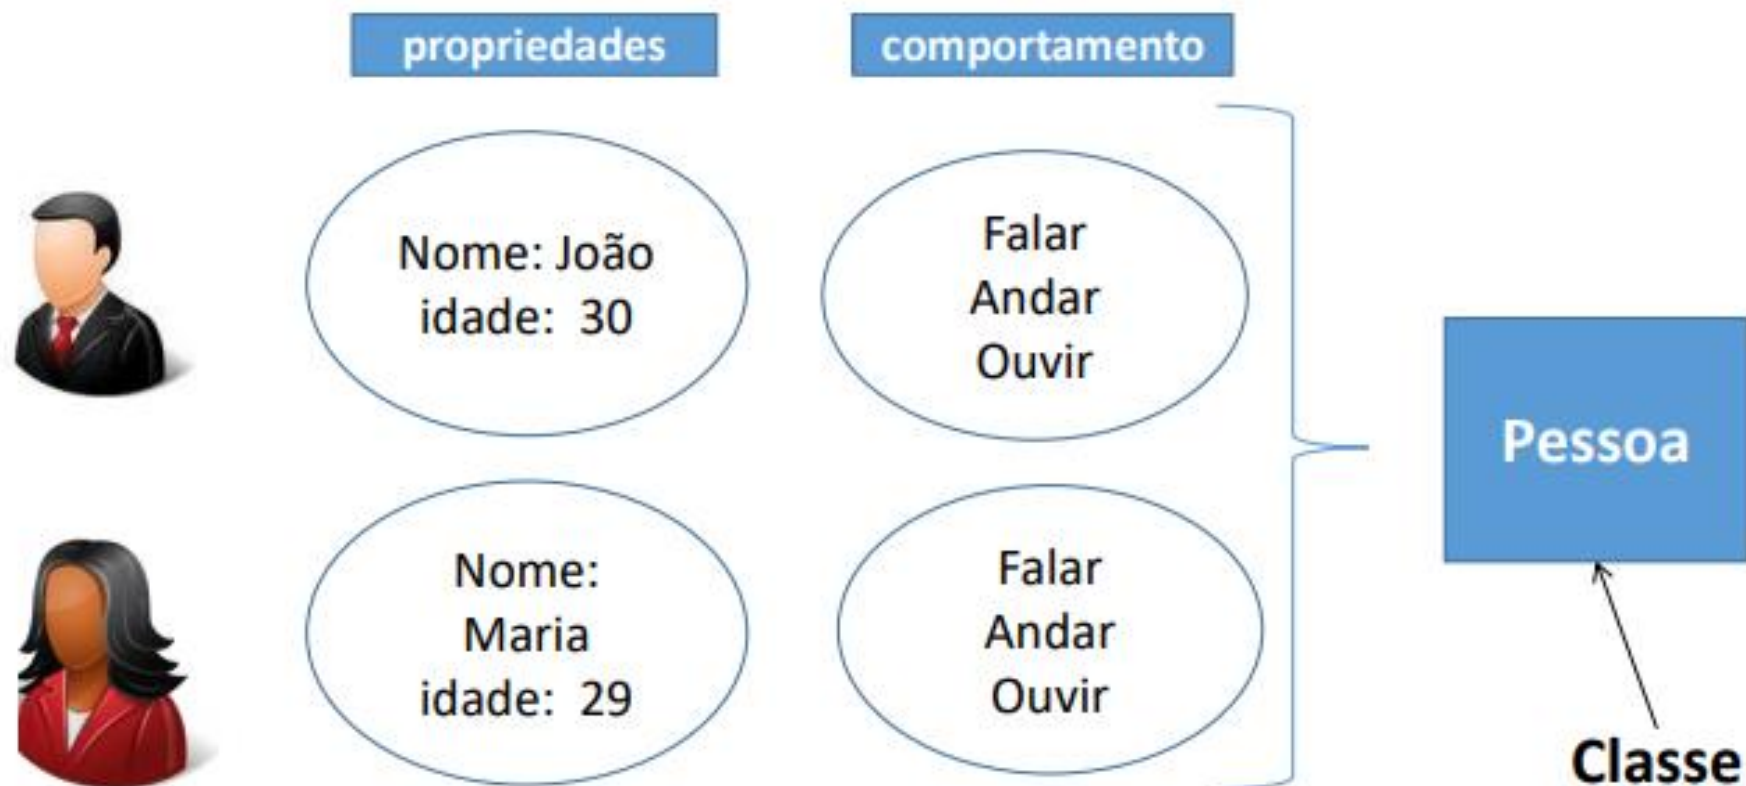 propriedades
comportamento
Nome: João
idade: 30
Falar
Andar
Ouvir
Nome:
Maria
idade: 29
Falar
Andar
Ouvir
Pessoa
Classe